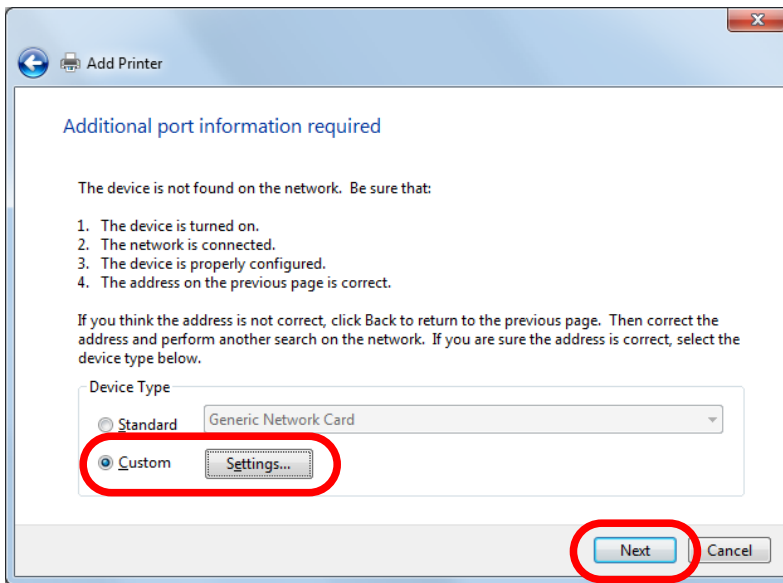 Add Printer
Additional port information required
The device is not found on the network. Be sure that:
1. The device is turned on.
2. The network is connected.
3. The device is properly configured.
4. The address on the previous page is correct.
If you think the address is not correct, click Back to return to the previous page. Then correct the
address and perform another search on the network. If you are sure the address is correct, select the
device type below.
Device Type
Standard Generic Network Card
Custom Settings...
Next Cancel